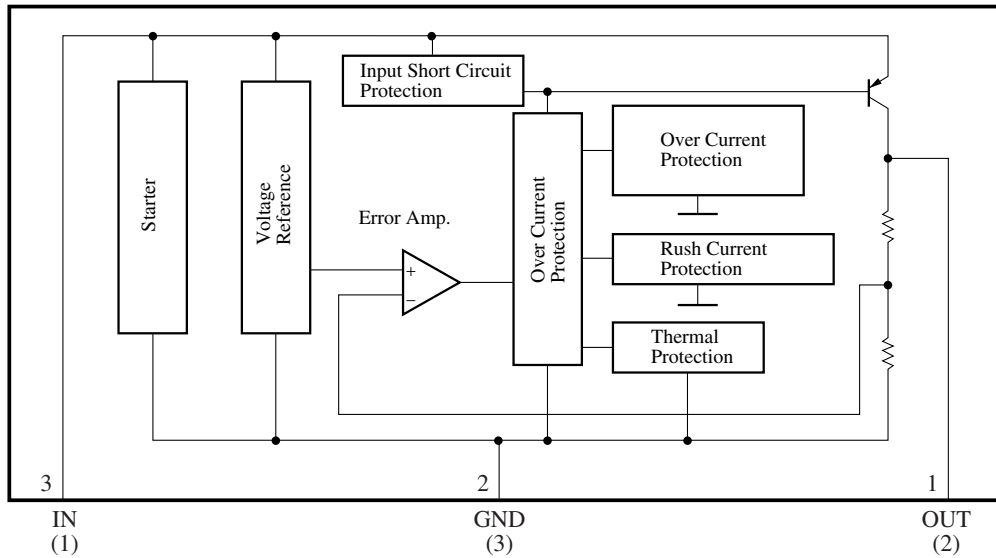 Input Short Circuit
Protection
Over Current
Protection
Starter
Voltage
Reference
Error Amp.
+
−
Over Current
Protection
Rush Current
Protection
Thermal
Protection
3
2
1
IN
GND
OUT
(1)
(3)
(2)